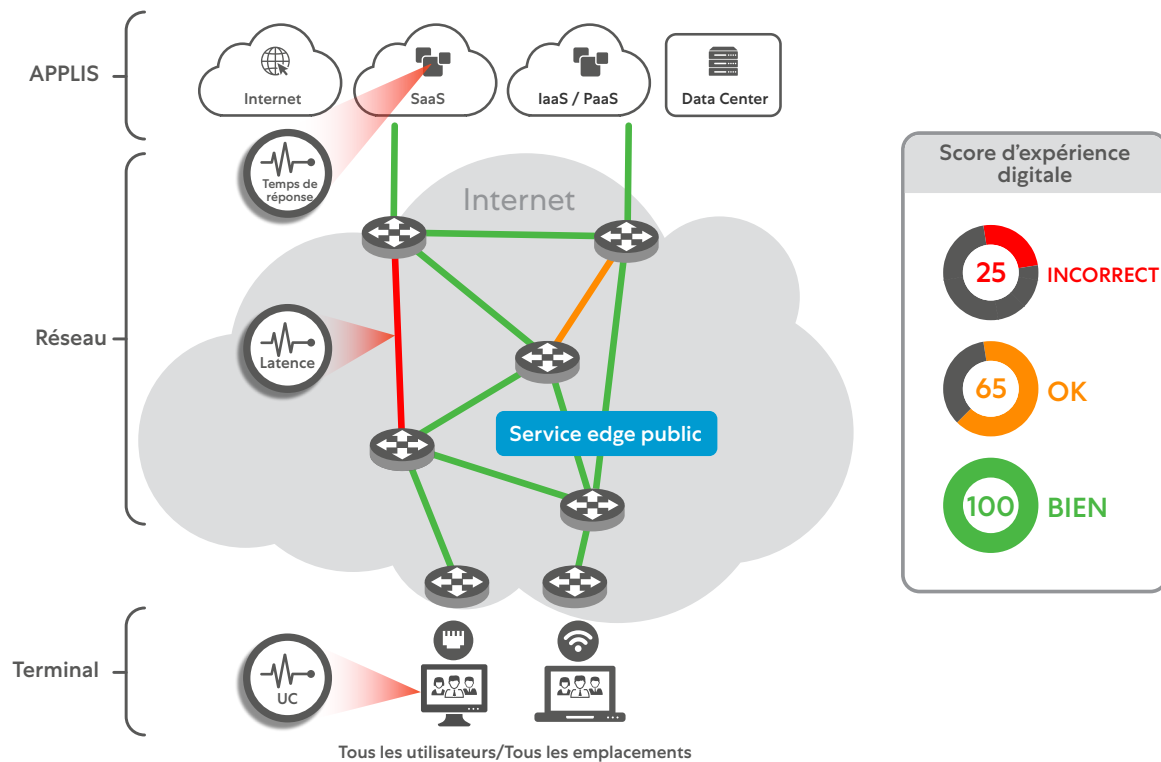 APPLIS
Internet
SaaS
IaaS / PaaS
Data Center
Temps de
réponse
Internet
Réseau
Latence
Service edge public
Terminal
UC
Tous les utilisateurs/Tous les emplacements
Score d'expérience
digitale
25
INCORRECT
65
OK
100
BIEN